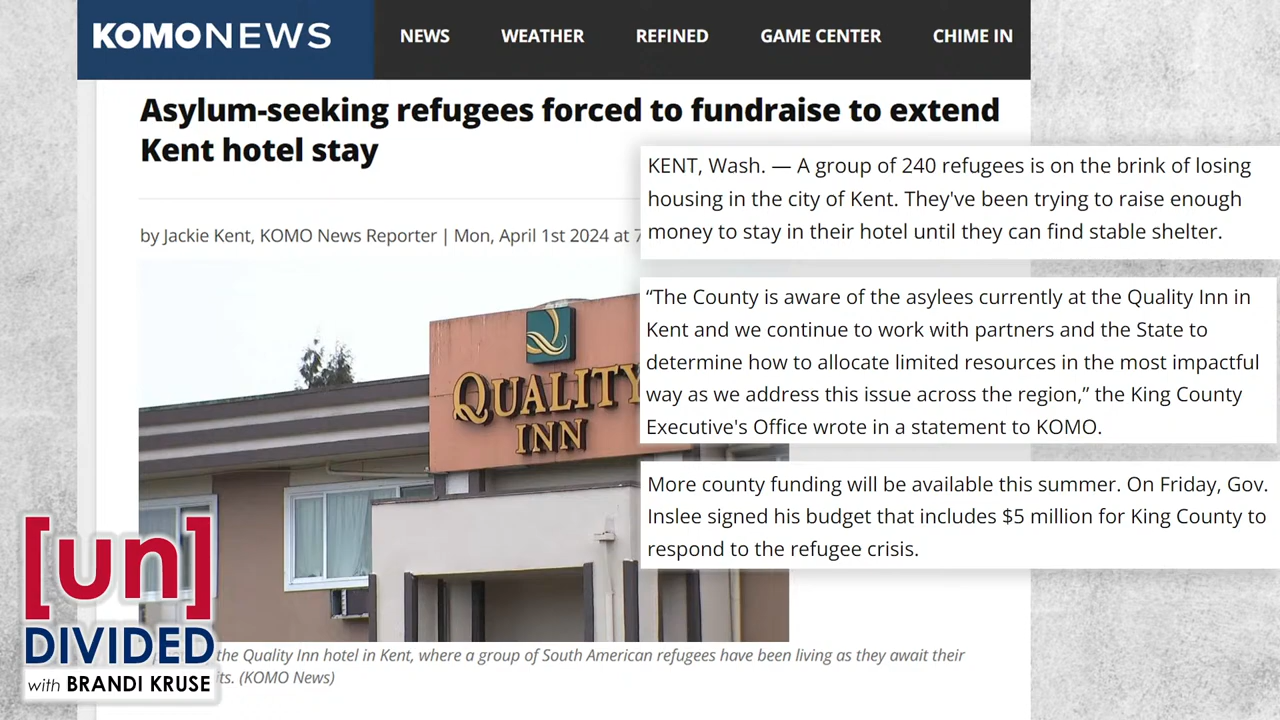 KOMONEWS
NEWS WEATHER REFINED GAME CENTER CHIME IN
Asylum-seeking refugees forced to fundraise to extend
Kent hotel stay
by Jackie Kent, KOMO News Reporter | Mon, April 1st 2024 at 7
KENT, Wash. — A group of 240 refugees is on the brink of losing
housing in the city of Kent. They've been trying to raise enough
money to stay in their hotel until they can find stable shelter.
“The County is aware of the asylees currently at the Quality Inn in
Kent and we continue to work with partners and the State to
determine how to allocate limited resources in the most impactful
way as we address this issue across the region,” the King County
Executive's Office wrote in a statement to KOMO.
More county funding will be available this summer. On Friday, Gov.
Inslee signed his budget that includes $5 million for King County to
respond to the refugee crisis.
QUALITY
INN
the Quality Inn hotel in Kent, where a group of South American refugees have been living as they await their
(KOMO News)
[un]
DIVIDED
with BRANDI KRUSE